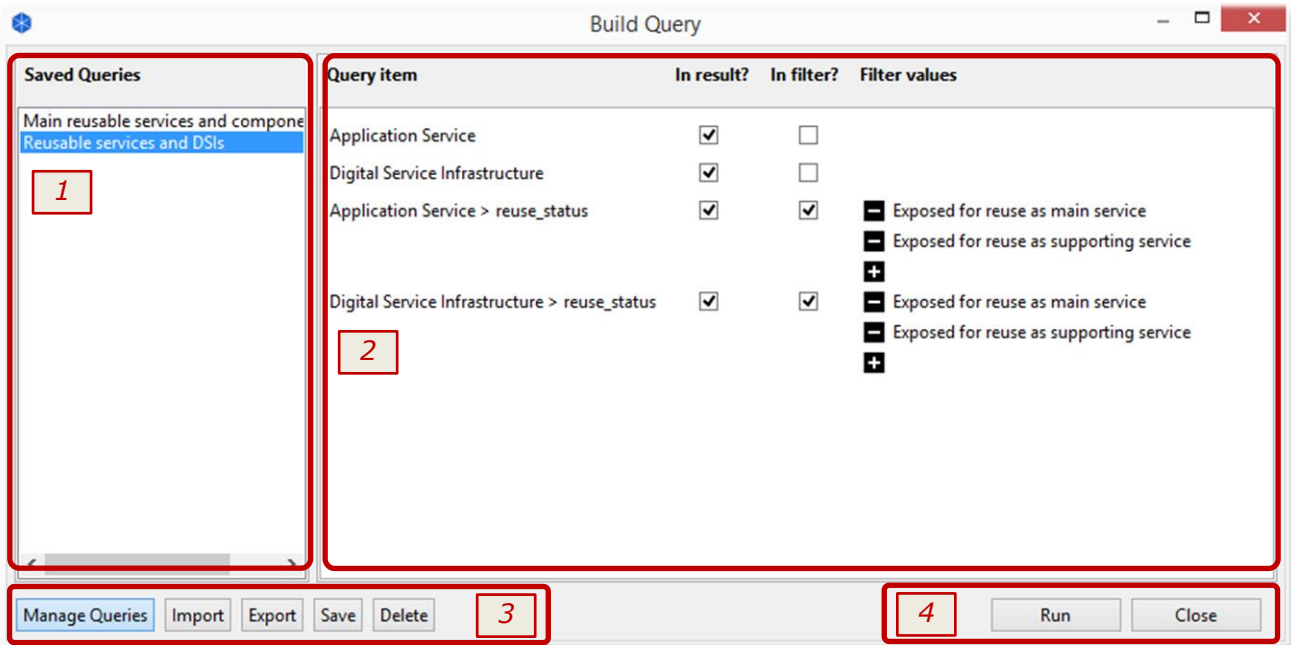 Build Query
Saved Queries
Main reusable services and compone
Reusable services and DSIs
1
Query item In result? In filter? Filter values
Application Service
Digital Service Infrastructure
Application Service > reuse_status Exposed for reuse as main service
Exposed for reuse as supporting service
Digital Service Infrastructure > reuse_status Exposed for reuse as main service
Exposed for reuse as supporting service
2
Manage Queries Import Export Save Delete 3
4 Run Close